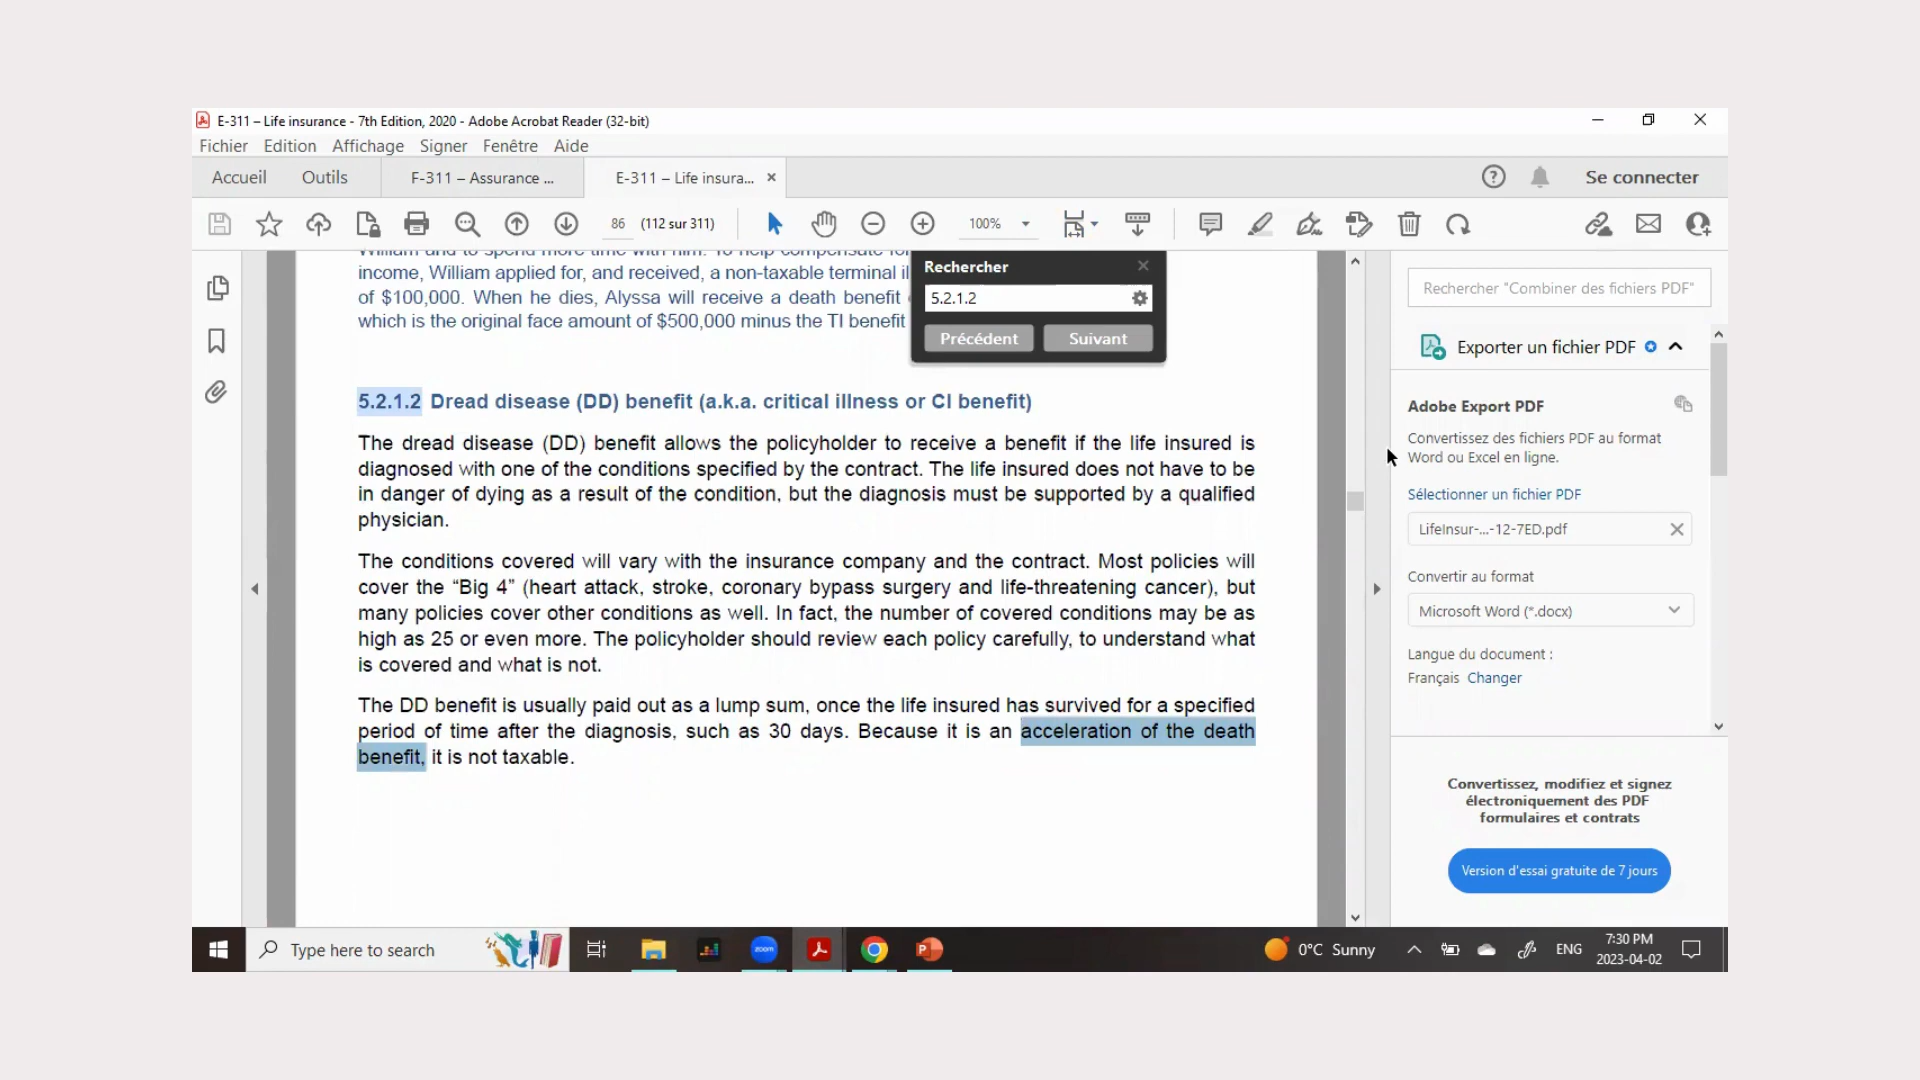 E-311 – Life insurance - 7th Edition, 2020 - Adobe Acrobat Reader (32-bit)
Fichier Edition Affichage Signer Fenêtre Aide
Accueil Outils F-311 – Assurance ... E-311 – Life insura... Se connecter
86 (112 sur 311) 100%
income, William applied for, and received, a non-taxable terminal il
of $100,000. When he dies, Alyssa will receive a death benefit
which is the original face amount of $500,000 minus the TI benefit
Rechercher
5.2.1.2
Précédent Suivant
5.2.1.2 Dread disease (DD) benefit (a.k.a. critical illness or CI benefit)
The dread disease (DD) benefit allows the policyholder to receive a benefit if the life insured is
diagnosed with one of the conditions specified by the contract. The life insured does not have to be
in danger of dying as a result of the condition, but the diagnosis must be supported by a qualified
physician.
The conditions covered will vary with the insurance company and the contract. Most policies will
cover the “Big 4” (heart attack, stroke, coronary bypass surgery and life-threatening cancer), but
many policies cover other conditions as well. In fact, the number of covered conditions may be as
high as 25 or even more. The policyholder should review each policy carefully, to understand what
is covered and what is not.
The DD benefit is usually paid out as a lump sum, once the life insured has survived for a specified
period of time after the diagnosis, such as 30 days. Because it is an acceleration of the death
benefit, it is not taxable.
Rechercher "Combiner des fichiers PDF"
Exporter un fichier PDF
Adobe Export PDF
Convertissez des fichiers PDF au format
Word ou Excel en ligne.
Sélectionner un fichier PDF
LifeInsur-...-12-7ED.pdf
Convertir au format
Microsoft Word (*.docx)
Langue du document :
Français Changer
Convertissez, modifiez et signez
électroniquement des PDF
formulaires et contrats
Version d'essai gratuite de 7 jours
Type here to search
zoom
0°C Sunny
ENG
7:30 PM
2023-04-02